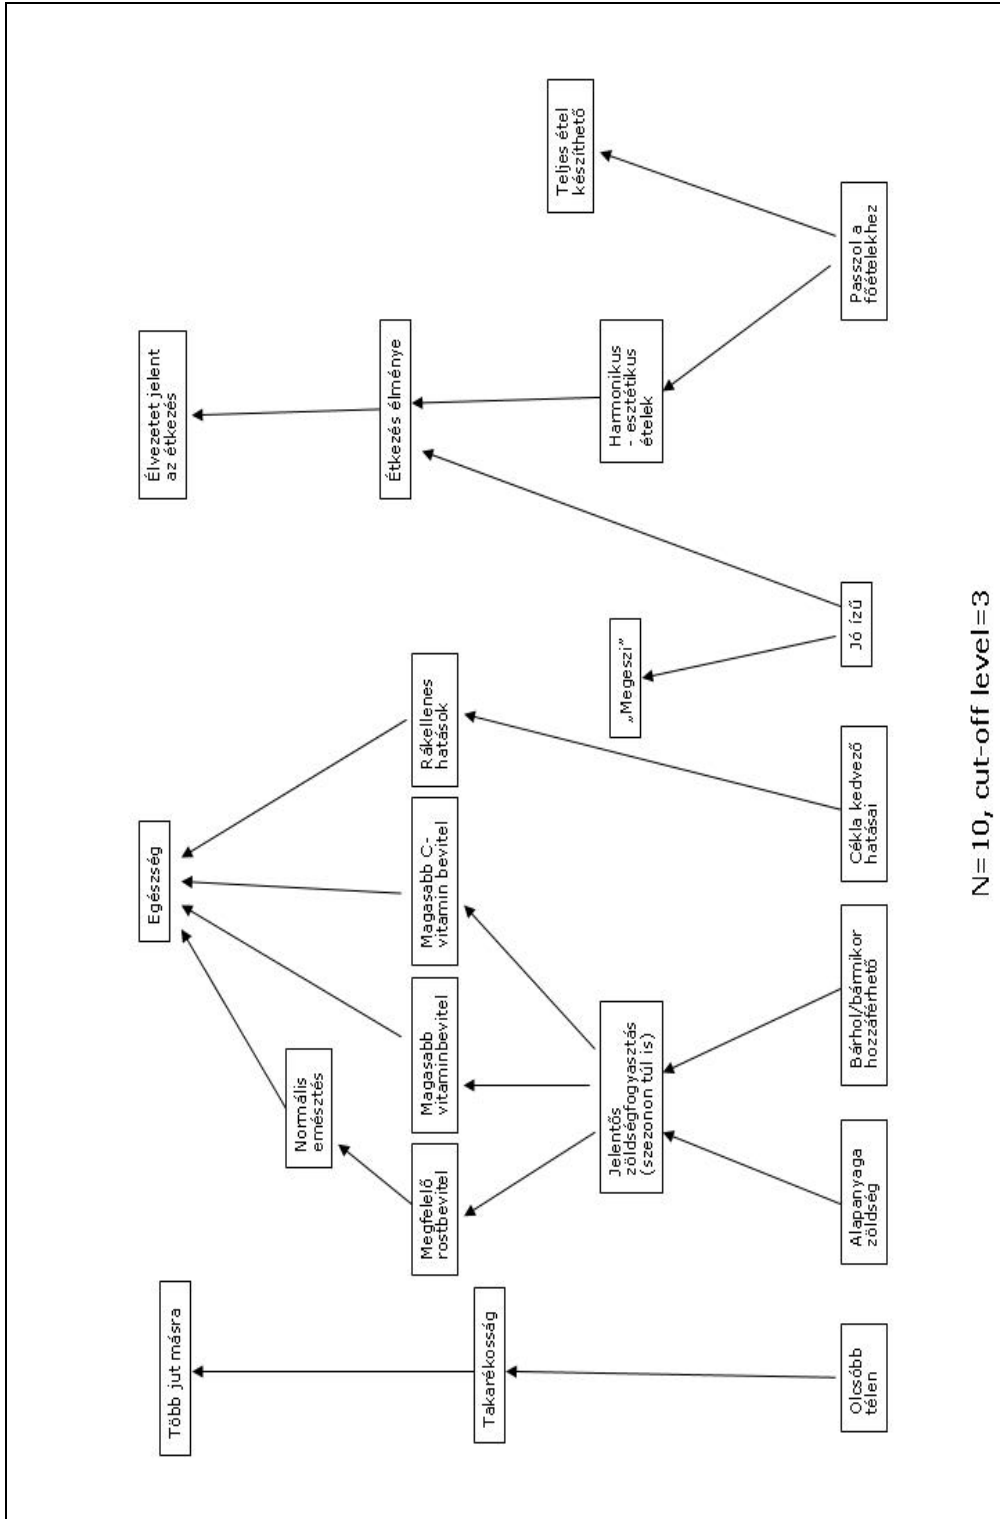 Több jut másra
Egészség
Élvezetet jelent
az étkezés
Normális
emésztés
Étkezés élménye
Megfelelő
rostbevitel
Magasabb
vitaminbevitel
Magasabb C-
vitamin bevitel
Rákellenes
hatások
Takarékosság
Teljes étel
készíthető
Jelentős
zöldségfogyasztás
(szezonon túl is)
„Megeszi”
Harmonikus
- esztétikus
ételek
Olcsóbb
télen
Alapanyaga
zöldség
Bárhol/bármikor
hozzáférhető
Cékla kedvező
hatásai
Jó ízű
Passzol a
főételekhez
N=10, cut-off level=3